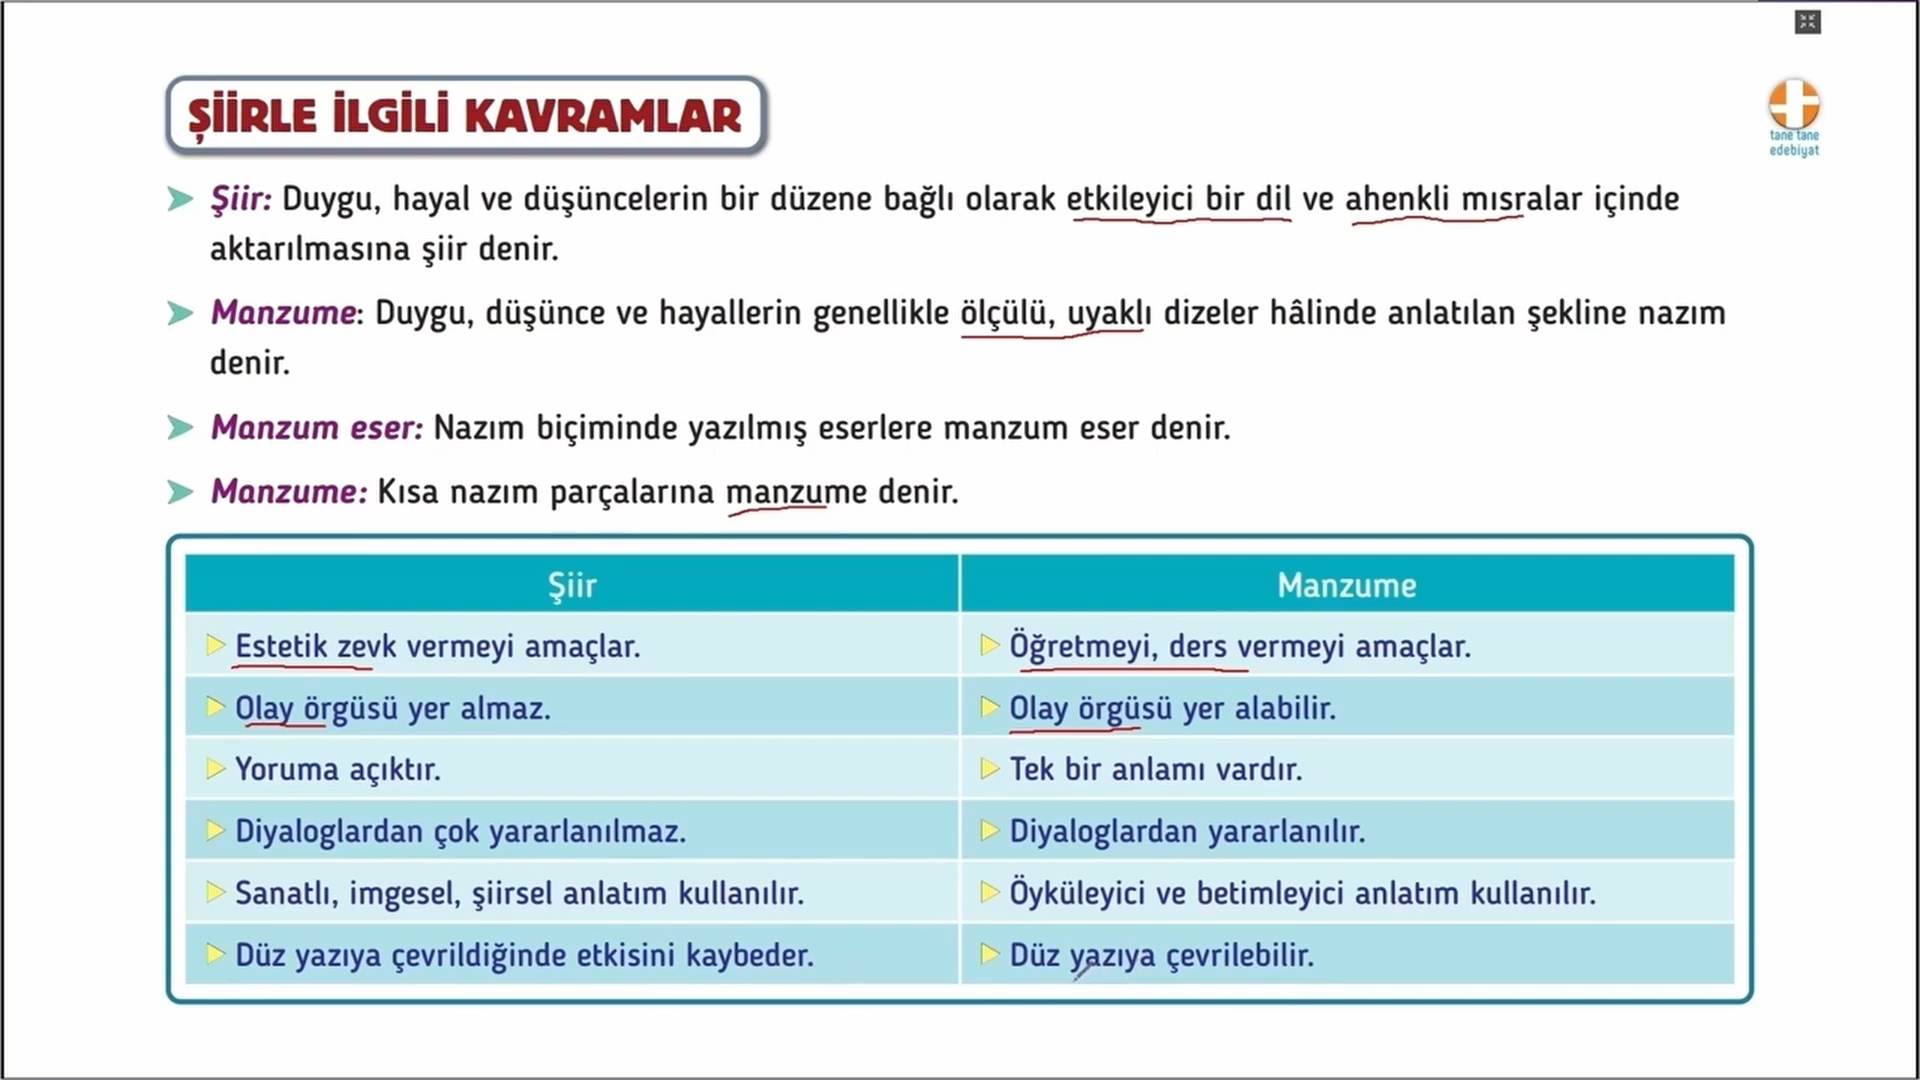 ŞİİRLE İLGİLİ KAVRAMLAR
tane tane
edebiyat
Şiir: Duygu, hayal ve düşüncelerin bir düzene bağlı olarak etkileyici bir dil ve ahenkli mısralar içinde
aktarılmasına şiir denir.
Manzume: Duygu, düşünce ve hayallerin genellikle ölçülü, uyaklı dizeler hâlinde anlatılan şekline nazım
denir.
Manzum eser: Nazım biçiminde yazılmış eserlere manzum eser denir.
Manzume: Kısa nazım parçalarına manzume denir.
Şiir Manzume
Estetik zevk vermeyi amaçlar. Öğretmeyi, ders vermeyi amaçlar.
Olay örgüsü yer almaz. Olay örgüsü yer alabilir.
Yoruma açıktır. Tek bir anlamı vardır.
Diyaloglardan çok yararlanılmaz. Diyaloglardan yararlanılır.
Sanatlı, imgesel, şiirsel anlatım kullanılır. Öyküleyici ve betimleyici anlatım kullanılır.
Düz yazıya çevrildiğinde etkisini kaybeder. Düz yazıya çevrilebilir.